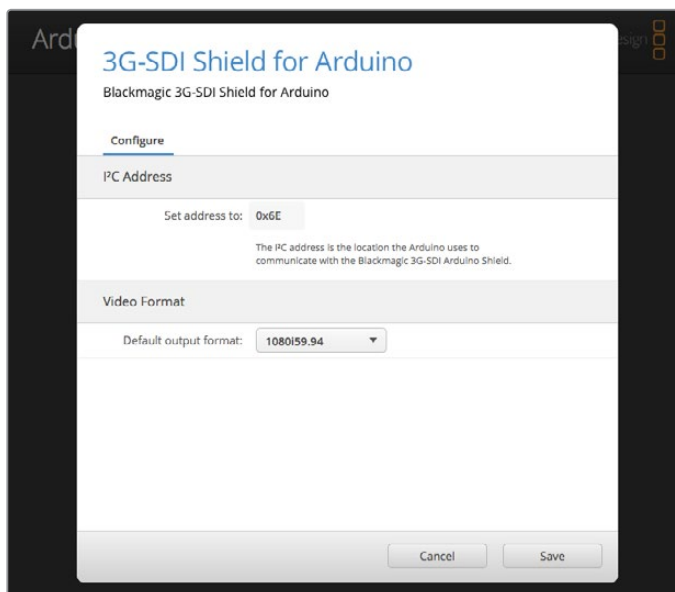 3G-SDI Shield for Arduino
Blackmagic 3G-SDI Shield for Arduino
Configure
I²C Address
Set address to: 0x6E
The I²C address is the location the Arduino uses to
communicate with the Blackmagic 3G-SDI Arduino Shield.
Video Format
Default output format: 1080i59.94
Cancel Save